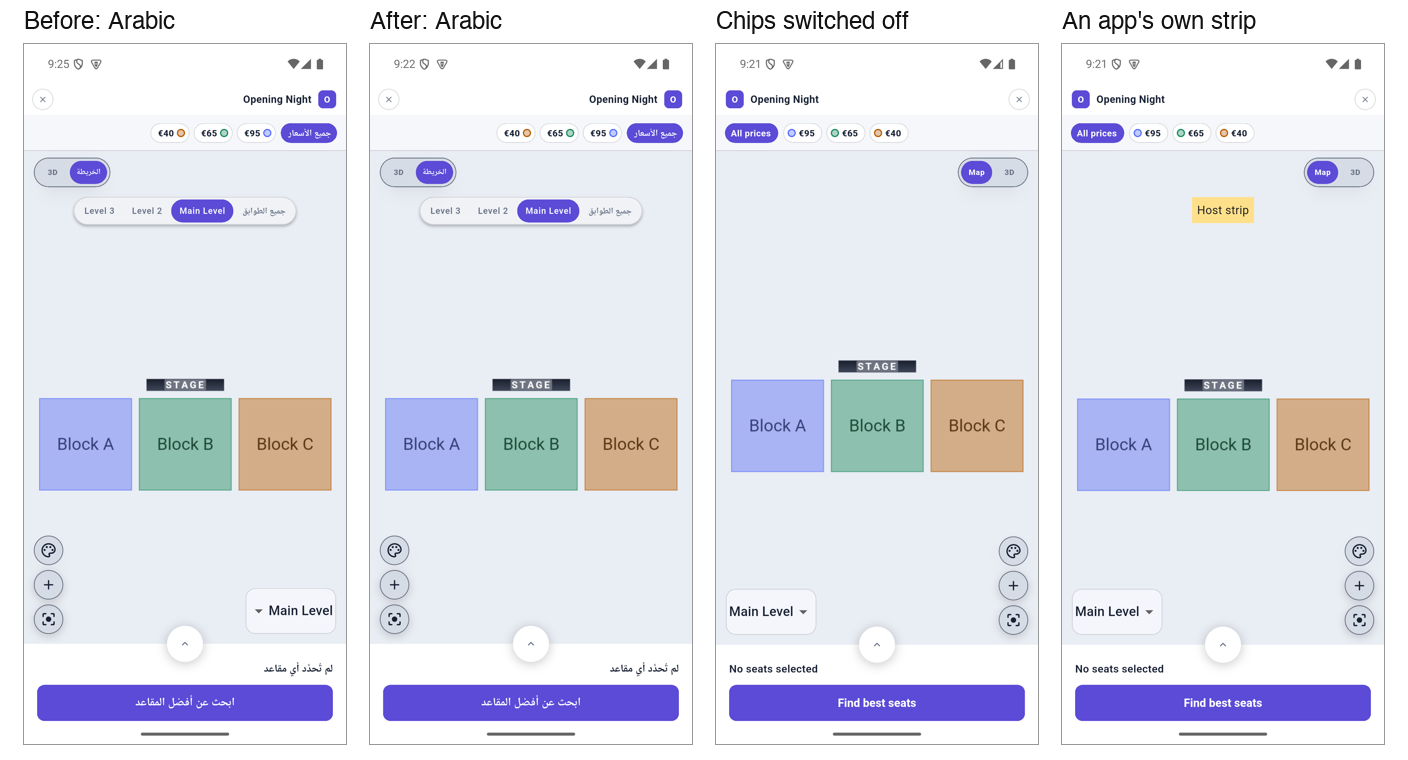 Before: Arabic
9:25
Opening Night O
جميع الأسعار €95 €65 €40
الخريطة 3D
جميع الطوابق Main Level Level 2 Level 3
STAGE
Block A Block B Block C
Main Level
لم تُحدَّد أي مقاعد
ابحث عن أفضل المقاعد
After: Arabic
9:22
Opening Night O
جميع الأسعار €95 €65 €40
الخريطة 3D
جميع الطوابق Main Level Level 2 Level 3
STAGE
Block A Block B Block C
لم تُحدَّد أي مقاعد
ابحث عن أفضل المقاعد
Chips switched off
9:21
O Opening Night
All prices €95 €65 €40
Map 3D
STAGE
Block A Block B Block C
Main Level
No seats selected
Find best seats
An app's own strip
9:21
O Opening Night
All prices €95 €65 €40
Map 3D
Host strip
STAGE
Block A Block B Block C
Main Level
No seats selected
Find best seats